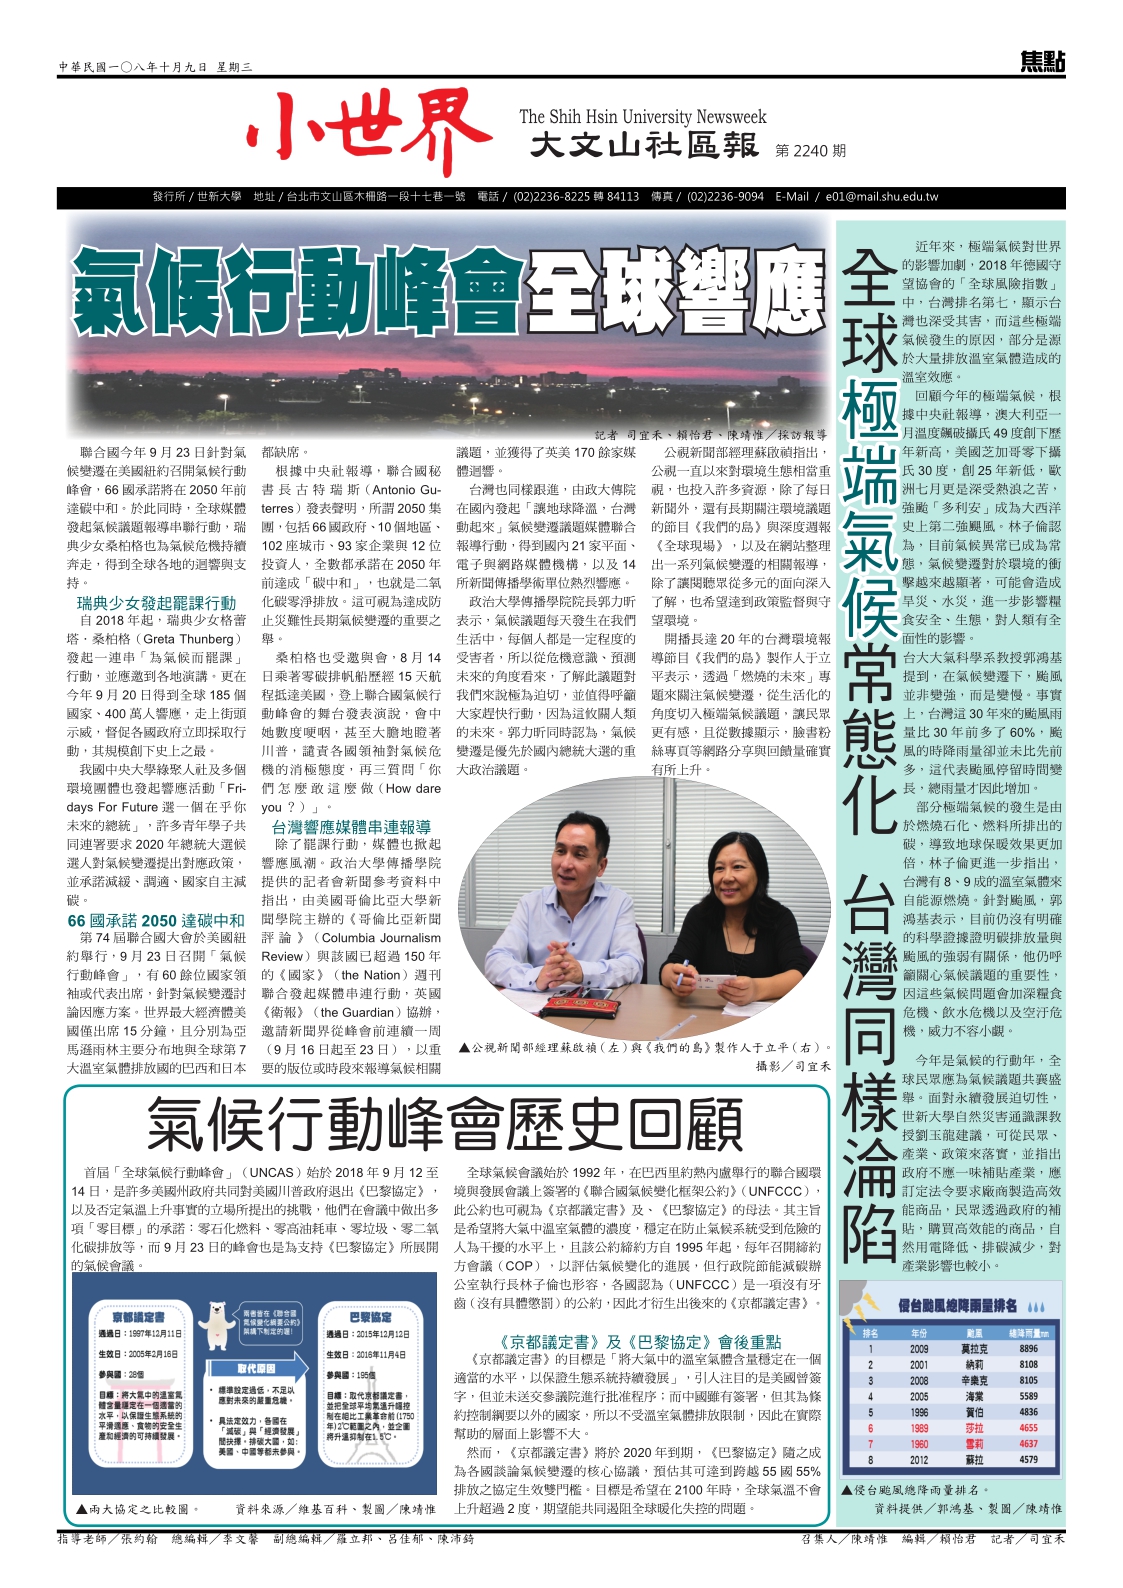 中華民國一〇八年十月九日 星期三
焦點
小世界
The Shih Hsin University Newsweek
大文山社區報 第 2240 期
發行所 / 世新大學 地址 / 台北市文山區木柵路一段十七巷一號 電話 / (02)2236-8225 轉 84113 傳真 / (02)2236-9094 E-Mail / e01@mail.shu.edu.tw
氣候行動峰會全球響應
記者 司宜禾、賴怡君、陳靖惟／採訪報導
聯合國今年 9 月 23 日針對氣
候變遷在美國紐約召開氣候行動
峰會，66 國承諾將在 2050 年前
達成碳中和。於此同時，全球媒體
發起氣候議題報導串聯行動，瑞
典少女桑柏格也為氣候危機持續
奔走，得到全球各地的迴響與支
持。
瑞典少女發起罷課行動
自 2018 年起，瑞典少女格蕾
塔．桑柏格（Greta Thunberg）
發起一連串「為氣候而罷課」
行動，並應邀到各地演講。更在
今年 9 月 20 日得到全球 185 個
國家、400 萬人響應，走上街頭
示威，督促各國政府立即採取行
動，其規模創下史上之最。
我國中央大學綠聚人社及多個
環境團體也發起響應活動「Fri-
days For Future 選一個在乎你
未來的總統」，許多青年學子共
同連署要求 2020 年總統大選候
選人對氣候變遷提出對應政策，
並承諾減緩、調適、國家自主減
碳。
66 國承諾 2050 達碳中和
第 74 屆聯合國大會於美國紐
約舉行，9 月 23 日召開「氣候
行動峰會」，有 60 餘位國家領
袖或代表出席，針對氣候變遷討
論因應方案。世界最大經濟體美
國僅出席 15 分鐘，且分別為亞
馬遜雨林主要分布地與全球第 7
大溫室氣體排放國的巴西和日本
都缺席。
根據中央社報導，聯合國秘
書長古特瑞斯（Antonio Gu-
terres）發表聲明，所謂 2050 集
團，包括 66 國政府、10 個地區、
102 座城市、93 家企業與 12 位
投資人，全數都承諾在 2050 年
前達成「碳中和」，也就是二氧
化碳零淨排放。這可視為達成防
止災難性長期氣候變遷的重要之
舉。
桑柏格也受邀與會，8 月 14
日乘著零碳排帆船歷經 15 天航
程抵達美國，登上聯合國氣候行
動峰會的舞台發表演說，會中
她數度哽咽，甚至大膽地瞪著
川普，譴責各國領袖對氣候危
機的消極態度，再三質問「你
們怎麼敢這麼做（How dare
you ？）」。
台灣響應媒體串連報導
除了罷課行動，媒體也掀起
響應風潮。政治大學傳播學院
提供的記者會新聞參考資料中
指出，由美國哥倫比亞大學新
聞學院主辦的《哥倫比亞新聞
評論》（Columbia Journalism
Review）與該國已超過 150 年
的《國家》（the Nation）週刊
聯合發起媒體串連行動，英國
《衛報》（the Guardian）協辦，
邀請新聞界從峰會前連續一周
（9 月 16 日起至 23 日），以重
要的版位或時段來報導氣候相關
議題，並獲得了英美 170 餘家媒
體迴響。
台灣也同樣跟進，由政大傳院
在國內發起「讓地球降溫，台灣
動起來」氣候變遷議題媒體聯合
報導行動，得到國內 21 家平面、
電子與網路媒體機構，以及 14
所新聞傳播學術單位熱烈響應。
政治大學傳播學院院長郭力昕
表示，氣候議題每天發生在我們
生活中，每個人都是一定程度的
受害者，所以從危機意識、預測
未來的角度看來，了解此議題對
我們來說極為迫切，並值得呼籲
大家趕快行動，因為這攸關人類
的未來。郭力昕同時認為，氣候
變遷是優先於國內總統大選的重
大政治議題。
公視新聞部經理蘇啟禎指出，
公視一直以來對環境生態相當重
視，也投入許多資源，除了每日
新聞外，還有長期關注環境議題
的節目《我們的島》與深度週報
《全球現場》，以及在網站整理
出一系列氣候變遷的相關報導，
除了讓閱聽眾從多元的面向深入
了解，也希望達到政策監督與守
望環境。
開播長達 20 年的台灣環境報
導節目《我們的島》製作人于立
平表示，透過「燃燒的未來」專
題來關注氣候變遷，從生活化的
角度切入極端氣候議題，讓民眾
更有感，且從數據顯示，臉書粉
絲專頁等網路分享與回饋量確實
有所上升。
▲公視新聞部經理蘇啟禎（左）與《我們的島》製作人于立平（右）。
攝影／司宜禾
全球極端氣候常態化 台灣同樣淪陷
近年來，極端氣候對世界
的影響加劇，2018 年德國守
望協會的「全球風險指數」
中，台灣排名第七，顯示台
灣也深受其害，而這些極端
氣候發生的原因，部分是源
於大量排放溫室氣體造成的
溫室效應。
回顧今年的極端氣候，根
據中央社報導，澳大利亞一
月溫度飆破攝氏 49 度創下歷
年新高，美國芝加哥零下攝
氏 30 度，創 25 年新低，歐
洲七月更是深受熱浪之苦，
強颱「多利安」成為大西洋
史上第二強颶風。林子倫認
為，目前氣候異常已成為常
態，氣候變遷對於環境的衝
擊越來越顯著，可能會造成
旱災、水災，進一步影響糧
食安全、生態，對人類有全
面性的影響。
台大大氣科學系教授郭鴻基
提到，在氣候變遷下，颱風
並非變強，而是變慢。事實
上，台灣這 30 年來的颱風雨
量比 30 年前多了 60%，颱
風的時降雨量卻並未比先前
多，這代表颱風停留時間變
長，總雨量才因此增加。
部分極端氣候的發生是由
於燃燒石化、燃料所排出的
碳，導致地球保暖效果更加
倍，林子倫更進一步指出，
台灣有 8、9 成的溫室氣體來
自能源燃燒。針對颱風，郭
鴻基表示，目前仍沒有明確
的科學證據證明碳排放量與
颱風的強弱有關係，他仍呼
籲關心氣候議題的重要性，
因這些氣候問題會加深糧食
危機、飲水危機以及空汙危
機，威力不容小覷。
今年是氣候的行動年，全
球民眾應為氣候議題共襄盛
舉。面對永續發展迫切性，
世新大學自然災害通識課教
授劉玉龍建議，可從民眾、
產業、政策來落實，並指出
政府不應一味補貼產業，應
訂定法令要求廠商製造高效
能商品，民眾透過政府的補
貼，購買高效能的商品，自
然用電降低、排碳減少，對
產業影響也較小。
侵台颱風總降雨量排名
排名 年份 颱風 總降雨量mm
1 2009 莫拉克 8896
2 2001 納莉 8108
3 2008 辛樂克 8105
4 2005 海棠 5589
5 1996 賀伯 4836
6 1989 莎拉 4655
7 1960 雪莉 4637
8 2012 蘇拉 4579
▲侵台颱風總降雨量排名。
資料提供／郭鴻基、製圖／陳靖惟
氣候行動峰會歷史回顧
首屆「全球氣候行動峰會」（UNCAS）始於 2018 年 9 月 12 至
14 日，是許多美國州政府共同對美國川普政府退出《巴黎協定》，
以及否定氣溫上升事實的立場所提出的挑戰，他們在會議中做出多
項「零目標」的承諾：零石化燃料、零高油耗車、零垃圾、零二氧
化碳排放等，而 9 月 23 日的峰會也是為支持《巴黎協定》所展開
的氣候會議。
京都議定書
通過日：1997年12月11日
生效日：2005年2月16日
參與國：28個
目標：將大氣中的溫室氣
體含量穩定在一個適當的
水平，以保證生態系統的
平滑適應、食物的安全生
產和經濟的可持續發展。
兩者皆在《聯合國
氣候變化綱要公約》
架構下制定的喔!
取代原因
• 標準設定過低，不足以
應對未來的嚴重危機。
• 具法定效力，各國在
「減碳」與「經濟發展」
間抉擇。排碳大國，如:
美國、中國等都未參與。
巴黎協定
通過日：2015年12月12日
生效日：2016年11月4日
參與國：195個
目標：取代京都議定書，
並把全球平均氣溫升幅控
制在相比工業革命前(1750
年)2℃範圍之內，並企圖
將升溫抑制在1.5℃。
▲兩大協定之比較圖。 資料來源／維基百科、製圖／陳靖惟
全球氣候會議始於 1992 年，在巴西里約熱內盧舉行的聯合國環
境與發展會議上簽署的《聯合國氣候變化框架公約》（UNFCCC），
此公約也可視為《京都議定書》及、《巴黎協定》的母法。其主旨
是希望將大氣中溫室氣體的濃度，穩定在防止氣候系統受到危險的
人為干擾的水平上，且該公約締約方自 1995 年起，每年召開締約
方會議（COP），以評估氣候變化的進展，但行政院節能減碳辦
公室執行長林子倫也形容，各國認為（UNFCCC）是一項沒有牙
齒（沒有具體懲罰）的公約，因此才衍生出後來的《京都議定書》。
《京都議定書》及《巴黎協定》會後重點
《京都議定書》的目標是「將大氣中的溫室氣體含量穩定在一個
適當的水平，以保證生態系統持續發展」，引人注目的是美國曾簽
字，但並未送交參議院進行批准程序；而中國雖有簽署，但其為條
約控制綱要以外的國家，所以不受溫室氣體排放限制，因此在實際
幫助的層面上影響不大。
然而，《京都議定書》將於 2020 年到期，《巴黎協定》隨之成
為各國談論氣候變遷的核心協議，預估其可達到跨越 55 國 55%
排放之協定生效雙門檻。目標是希望在 2100 年時，全球氣溫不會
上升超過 2 度，期望能共同遏阻全球暖化失控的問題。
指導老師／張約翰 總編輯／李文馨 副總編輯／羅立邦、呂佳郁、陳沛錡
召集人／陳靖惟 編輯／賴怡君 記者／司宜禾